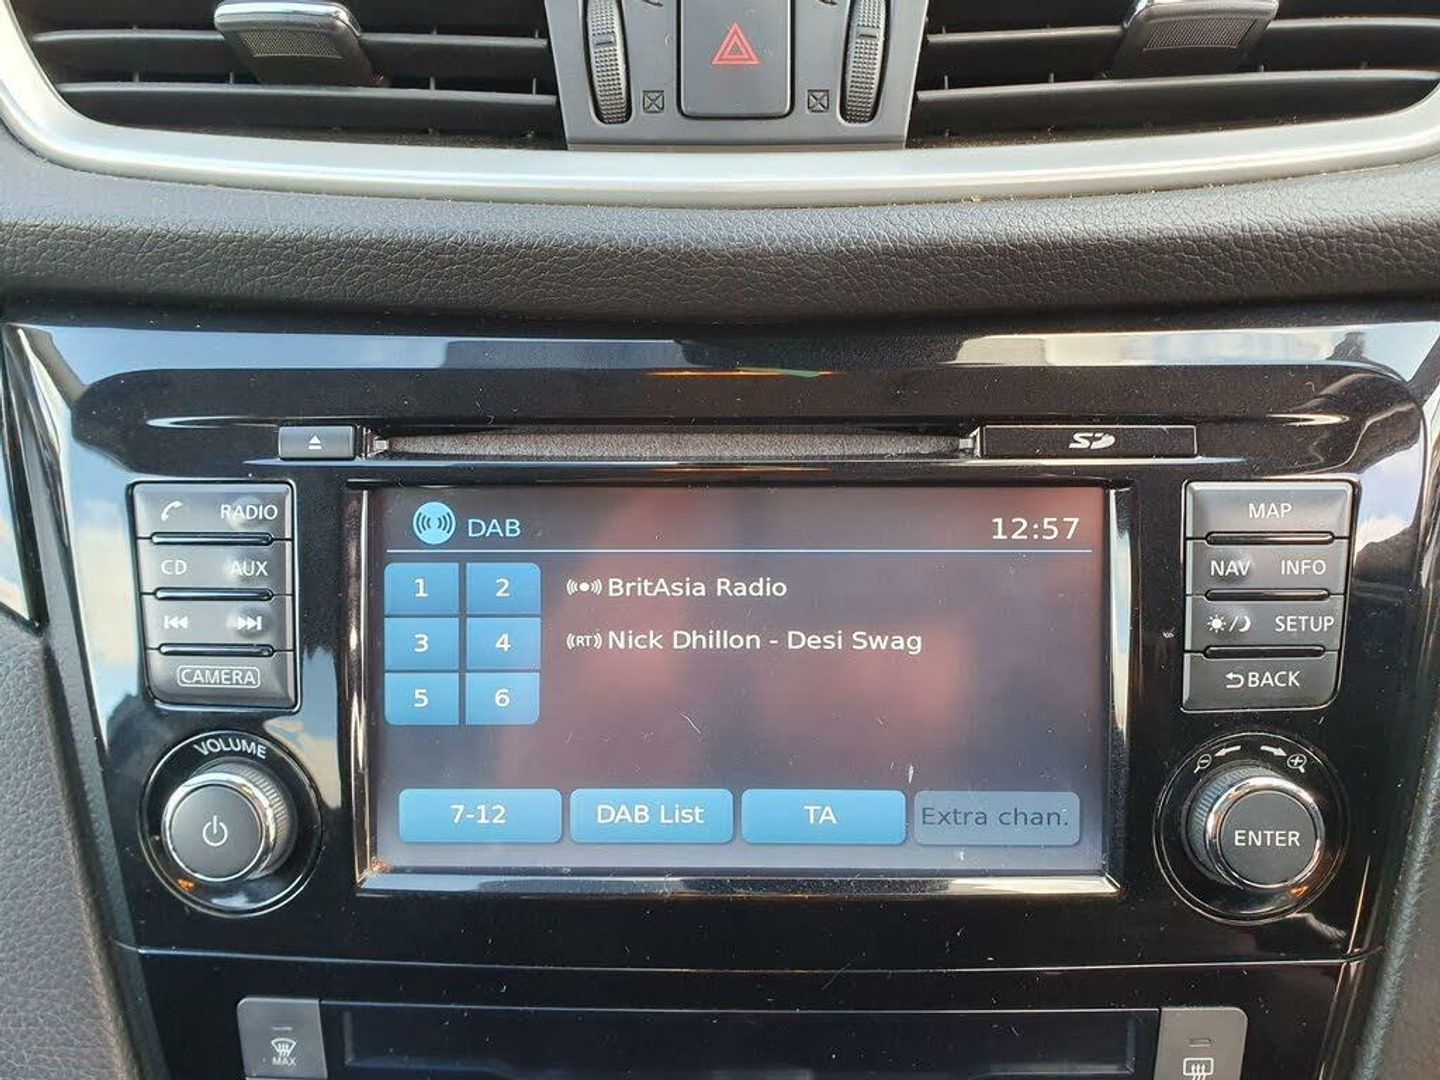 SD
RADIO
CD AUX
CAMERA
VOLUME
DAB 12:57
1 2 BritAsia Radio
3 4 RT Nick Dhillon - Desi Swag
5 6
7-12 DAB List TA Extra chan.
MAP
NAV INFO
SETUP
BACK
ENTER
MAX